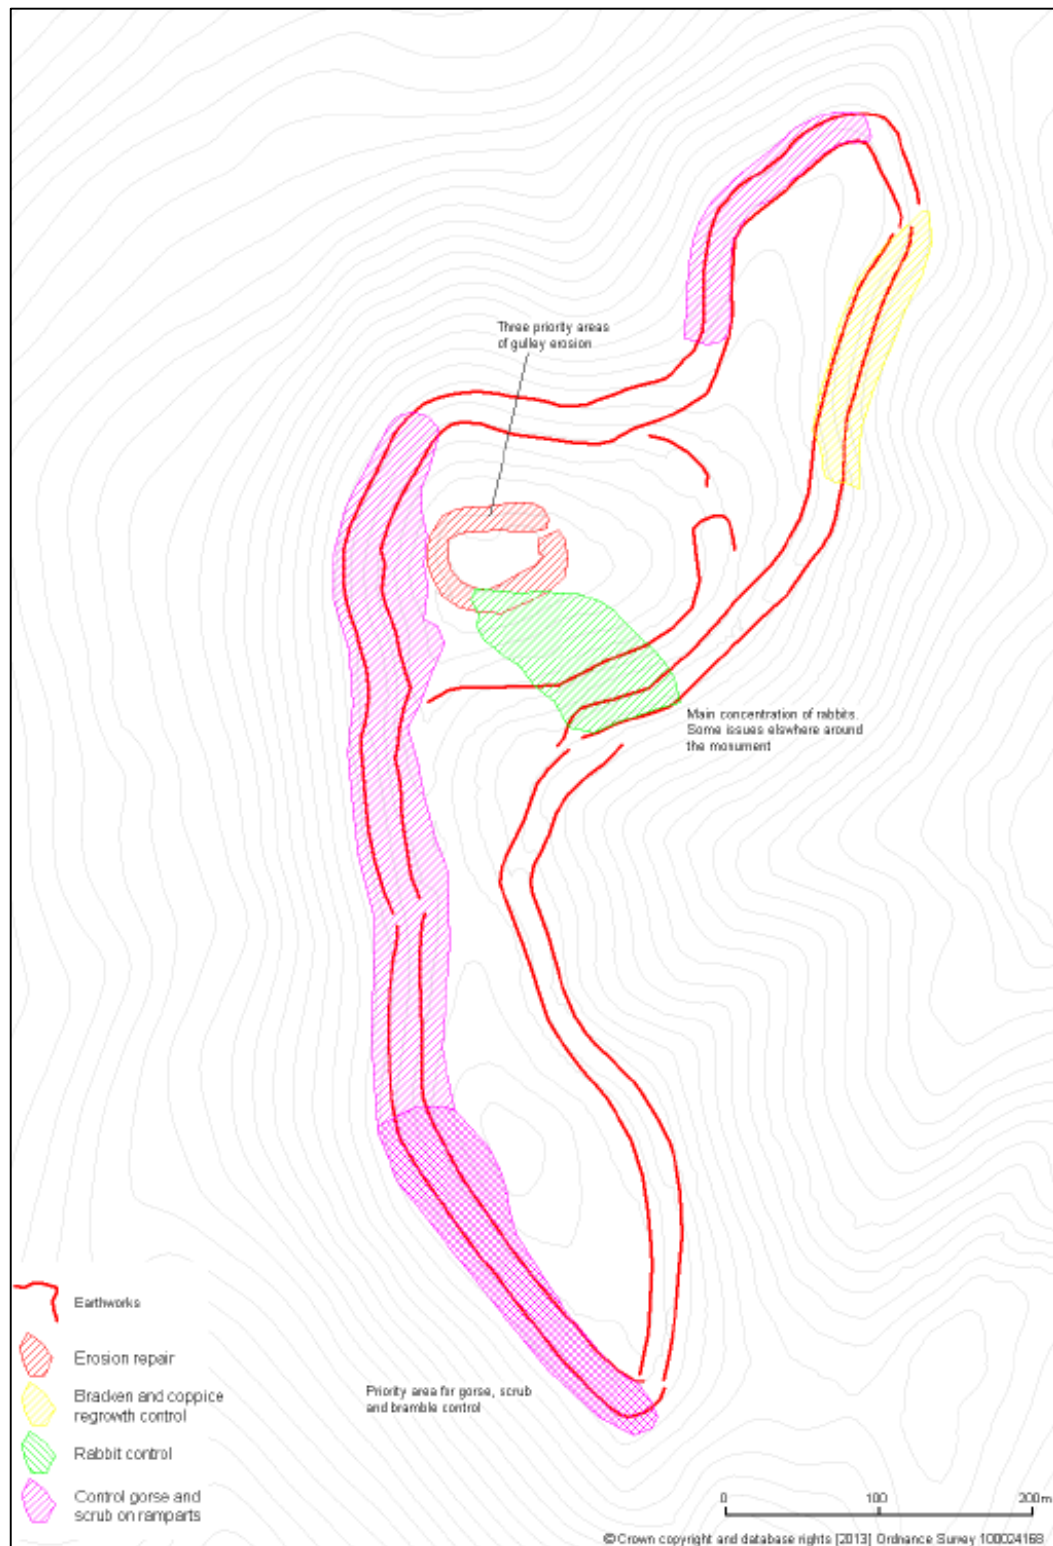 Three priority areas
of gulley erosion
Main concentration of rabbits.
Some issues elswhere around
the monument
Earthworks
Erosion repair
Bracken and coppice
regrowth control
Rabbit control
Control gorse and
scrub on ramparts
Priority area for gorse, scrub
and bramble control
0 100 200m
©Crown copyright and database rights [2013] Ordnance Survey 100024168